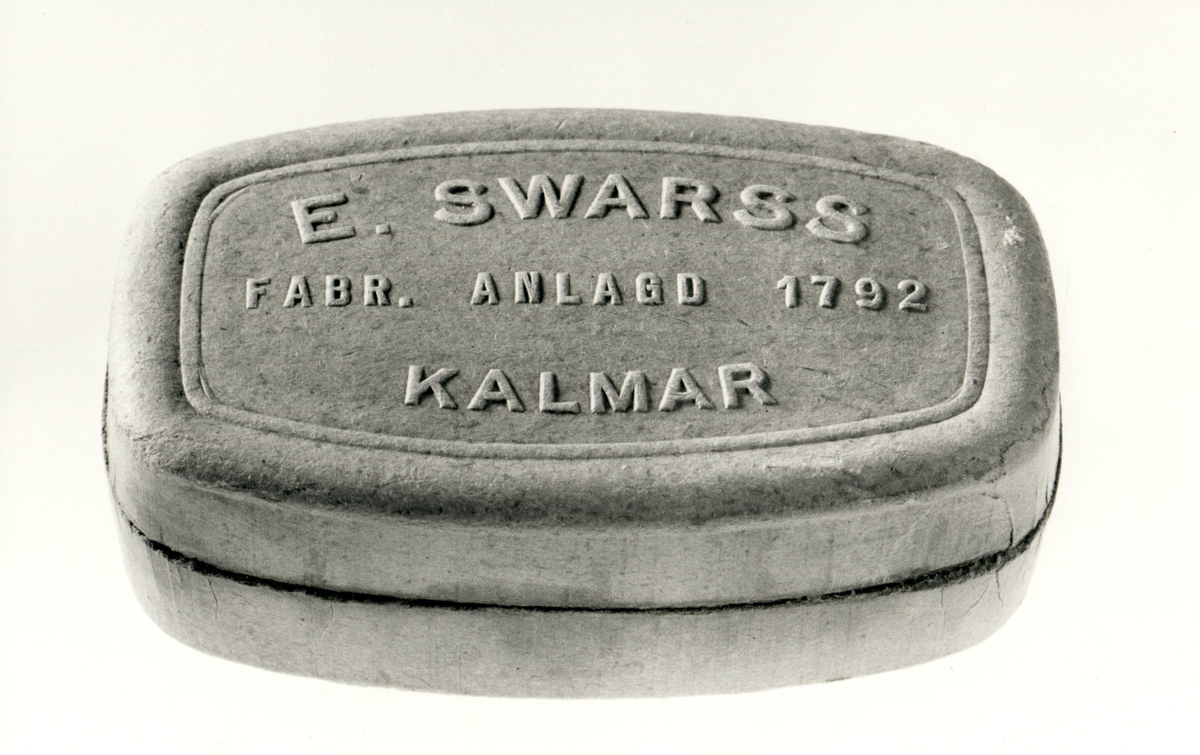 E. SWARSS
FABR. ANLAGD 1792
KALMAR